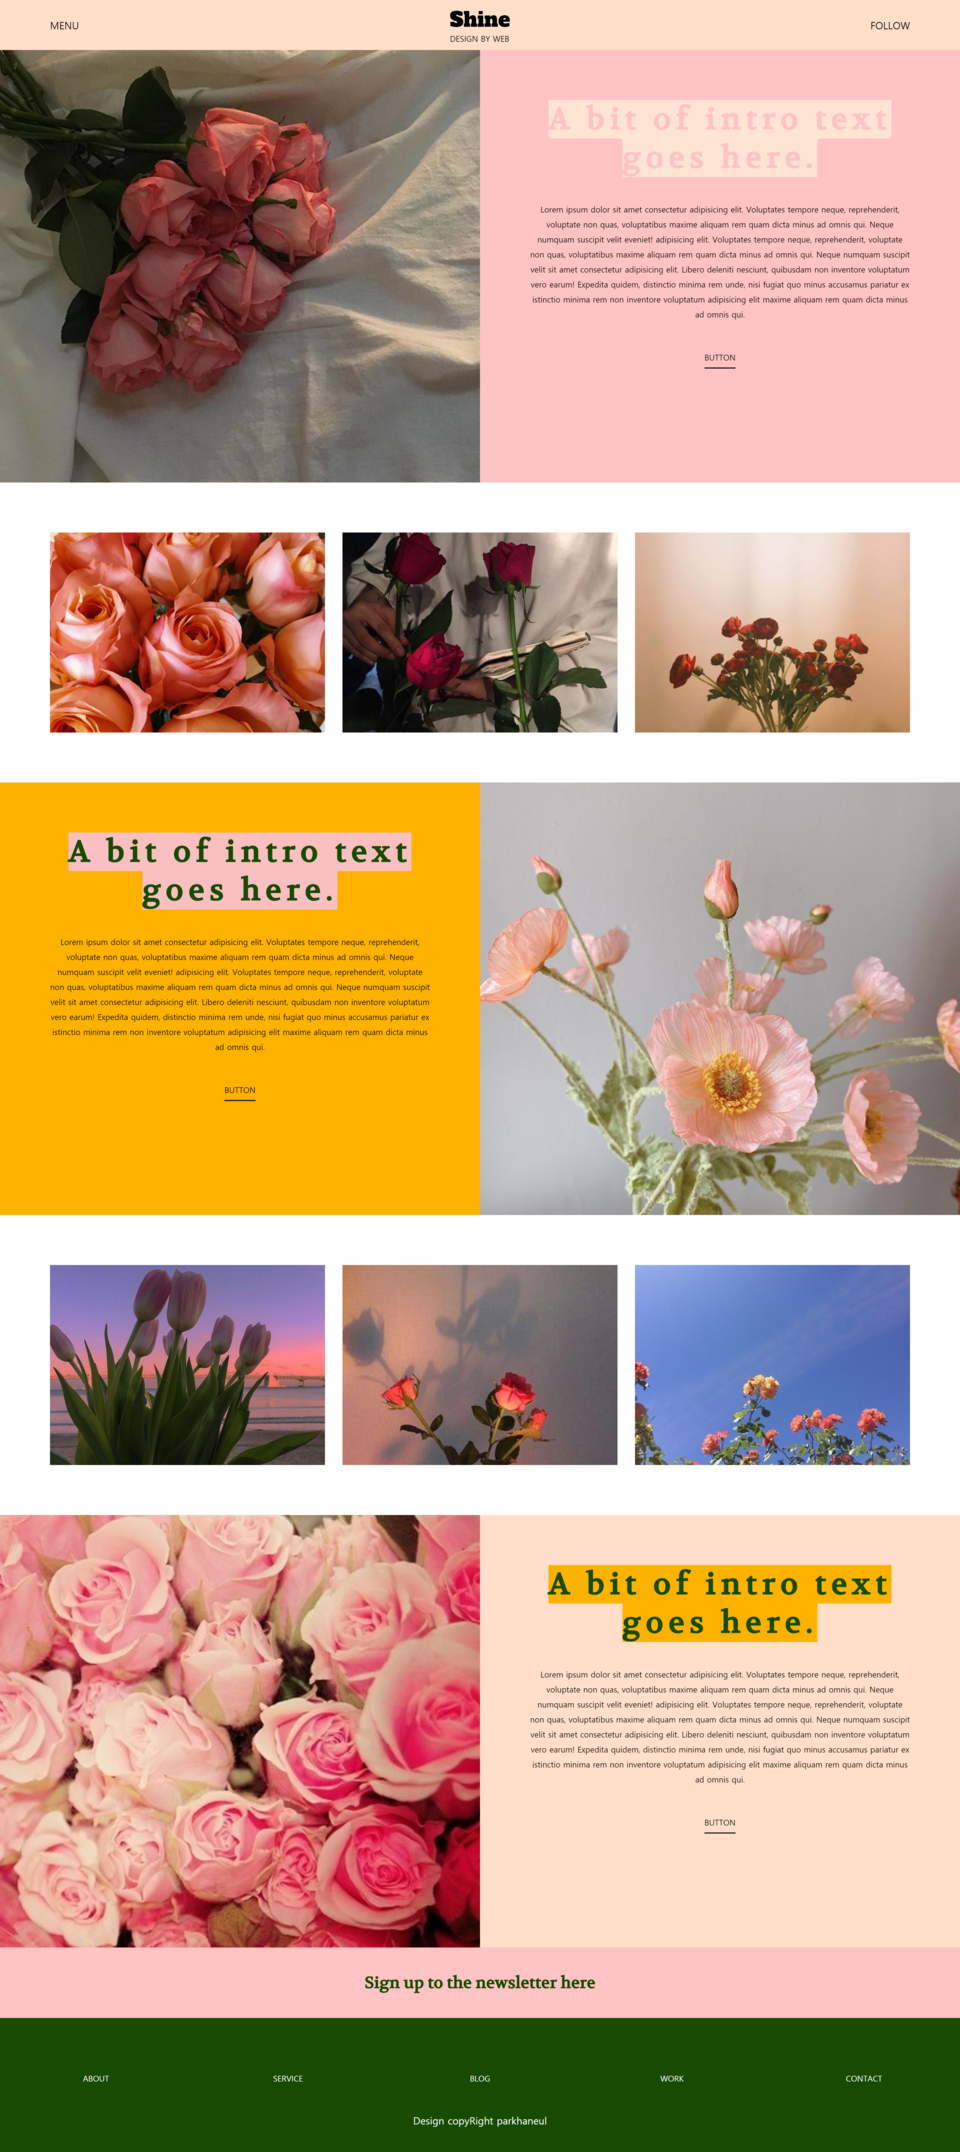 MENU
Shine
DESIGN BY WEB
FOLLOW
A bit of intro text
goes here.
Lorem ipsum dolor sit amet consectetur adipisicing elit. Voluptates tempore neque, reprehenderit,
voluptate non quas, voluptatibus maxime aliquam rem quam dicta minus ad omnis qui. Neque
numquam suscipit velit eveniet! adipisicing elit. Voluptates tempore neque, reprehenderit, voluptate
non quas, voluptatibus maxime aliquam rem quam dicta minus ad omnis qui. Neque numquam suscipit
velit sit amet consectetur adipisicing elit. Libero deleniti nesciunt, quibusdam non inventore voluptatum
vero earum! Expedita quidem, distinctio minima rem unde, nisi fugiat quo minus accusamus pariatur ex
istinctio minima rem non inventore voluptatum adipisicing elit maxime aliquam rem quam dicta minus
ad omnis qui.
BUTTON
A bit of intro text
goes here.
Lorem ipsum dolor sit amet consectetur adipisicing elit. Voluptates tempore neque, reprehenderit,
voluptate non quas, voluptatibus maxime aliquam rem quam dicta minus ad omnis qui. Neque
numquam suscipit velit eveniet! adipisicing elit. Voluptates tempore neque, reprehenderit, voluptate
non quas, voluptatibus maxime aliquam rem quam dicta minus ad omnis qui. Neque numquam suscipit
velit sit amet consectetur adipisicing elit. Libero deleniti nesciunt, quibusdam non inventore voluptatum
vero earum! Expedita quidem, distinctio minima rem unde, nisi fugiat quo minus accusamus pariatur ex
istinctio minima rem non inventore voluptatum adipisicing elit maxime aliquam rem quam dicta minus
ad omnis qui.
BUTTON
A bit of intro text
goes here.
Lorem ipsum dolor sit amet consectetur adipisicing elit. Voluptates tempore neque, reprehenderit,
voluptate non quas, voluptatibus maxime aliquam rem quam dicta minus ad omnis qui. Neque
numquam suscipit velit eveniet! adipisicing elit. Voluptates tempore neque, reprehenderit, voluptate
non quas, voluptatibus maxime aliquam rem quam dicta minus ad omnis qui. Neque numquam suscipit
velit sit amet consectetur adipisicing elit. Libero deleniti nesciunt, quibusdam non inventore voluptatum
vero earum! Expedita quidem, distinctio minima rem unde, nisi fugiat quo minus accusamus pariatur ex
istinctio minima rem non inventore voluptatum adipisicing elit maxime aliquam rem quam dicta minus
ad omnis qui.
BUTTON
Sign up to the newsletter here
ABOUT
SERVICE
BLOG
WORK
CONTACT
Design copyRight parkhaneul